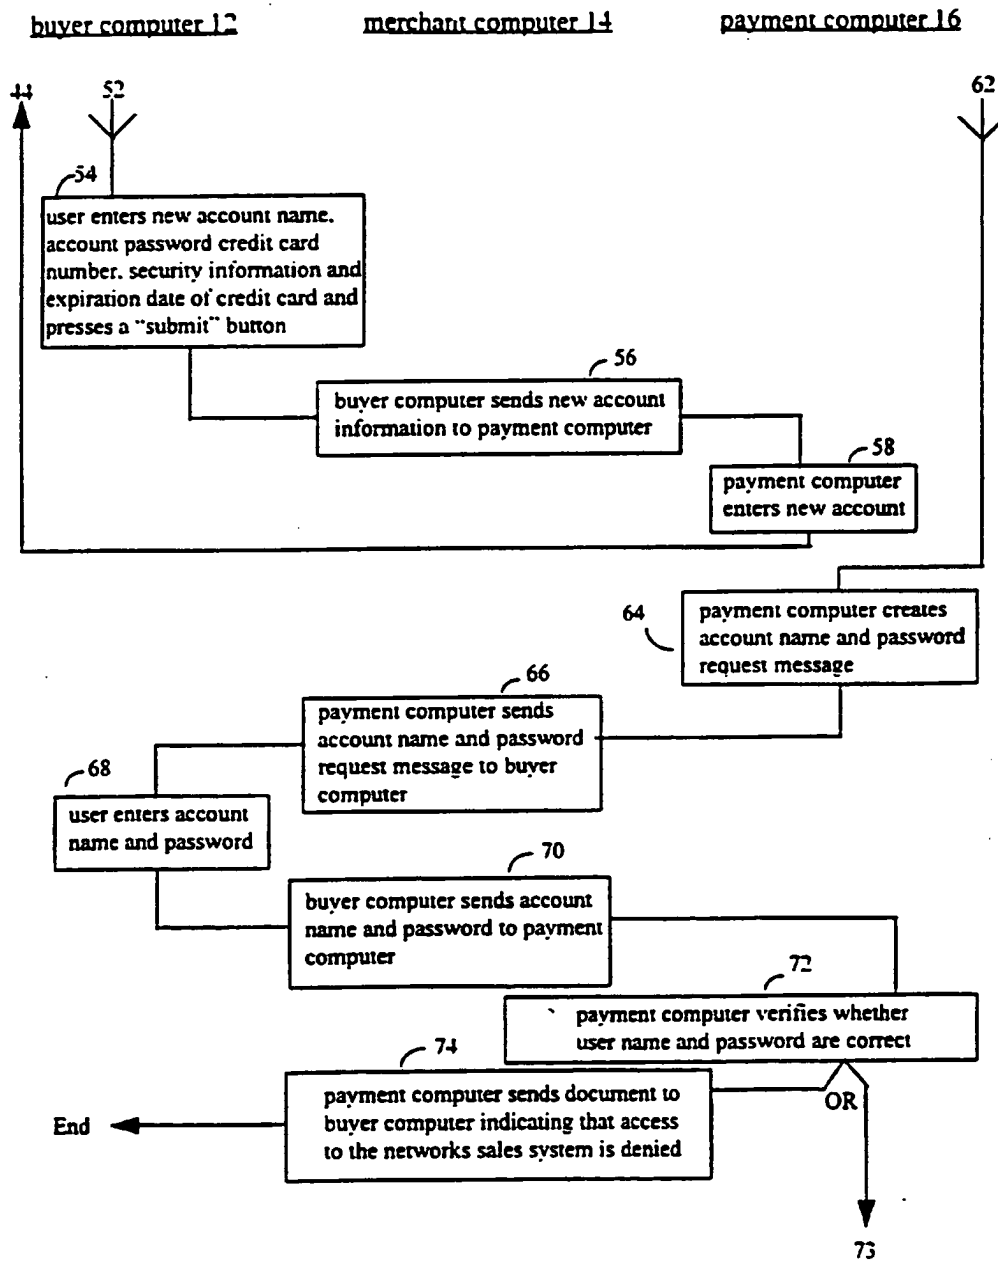 buyer computer 12
merchant computer 14
payment computer 16
44
52
62
54
user enters new account name.
account password credit card
number. security information and
expiration date of credit card and
presses a "submit" button
56
buyer computer sends new account
information to payment computer
58
payment computer
enters new account
64
payment computer creates
account name and password
request message
66
payment computer sends
account name and password
request message to buyer
computer
68
user enters account
name and password
70
buyer computer sends account
name and password to payment
computer
72
payment computer verifies whether
user name and password are correct
74
payment computer sends document to
buyer computer indicating that access
to the networks sales system is denied
OR
End
73